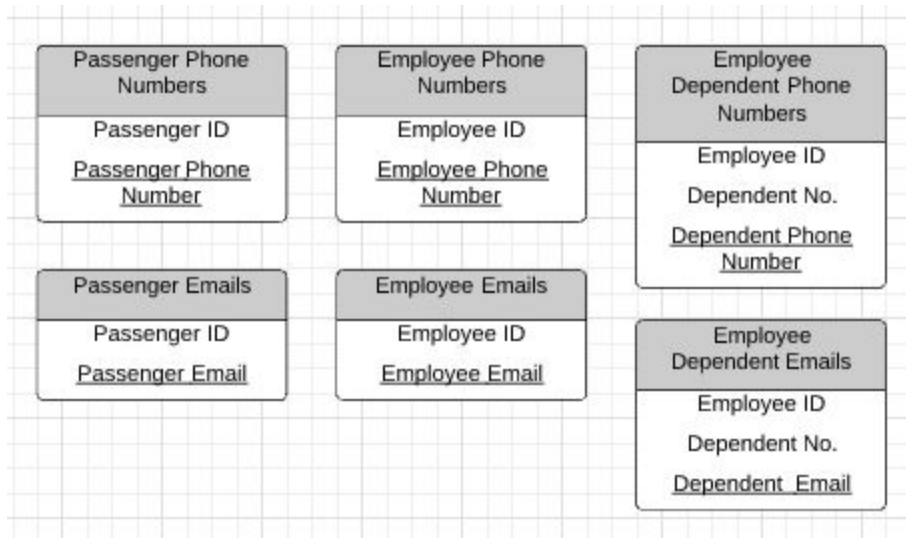 Passenger Phone
Numbers
Passenger ID
Passenger Phone
Number
Employee Phone
Numbers
Employee ID
Employee Phone
Number
Employee
Dependent Phone
Numbers
Employee ID
Dependent No.
Dependent Phone
Number
Passenger Emails
Passenger ID
Passenger Email
Employee Emails
Employee ID
Employee Email
Employee
Dependent Emails
Employee ID
Dependent No.
Dependent Email